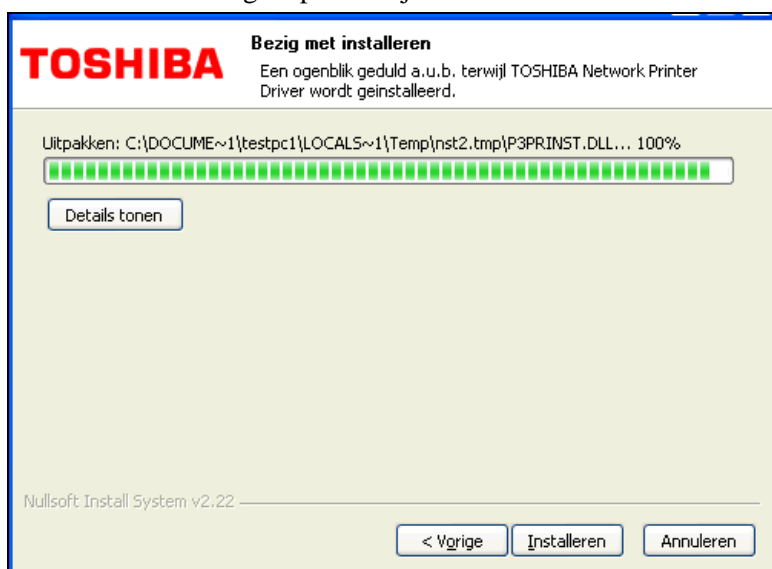 TOSHIBA
Bezig met installeren
Een ogenblik geduld a.u.b. terwijl TOSHIBA Network Printer
Driver wordt geinstalleerd.
Uitpakken: C:\DOCUME~1\testpc1\LOCALS~1\Temp\nst2.tmp\P3PRINST.DLL... 100%
Details tonen
Nullsoft Install System v2.22
< Vorige Installeren Annuleren